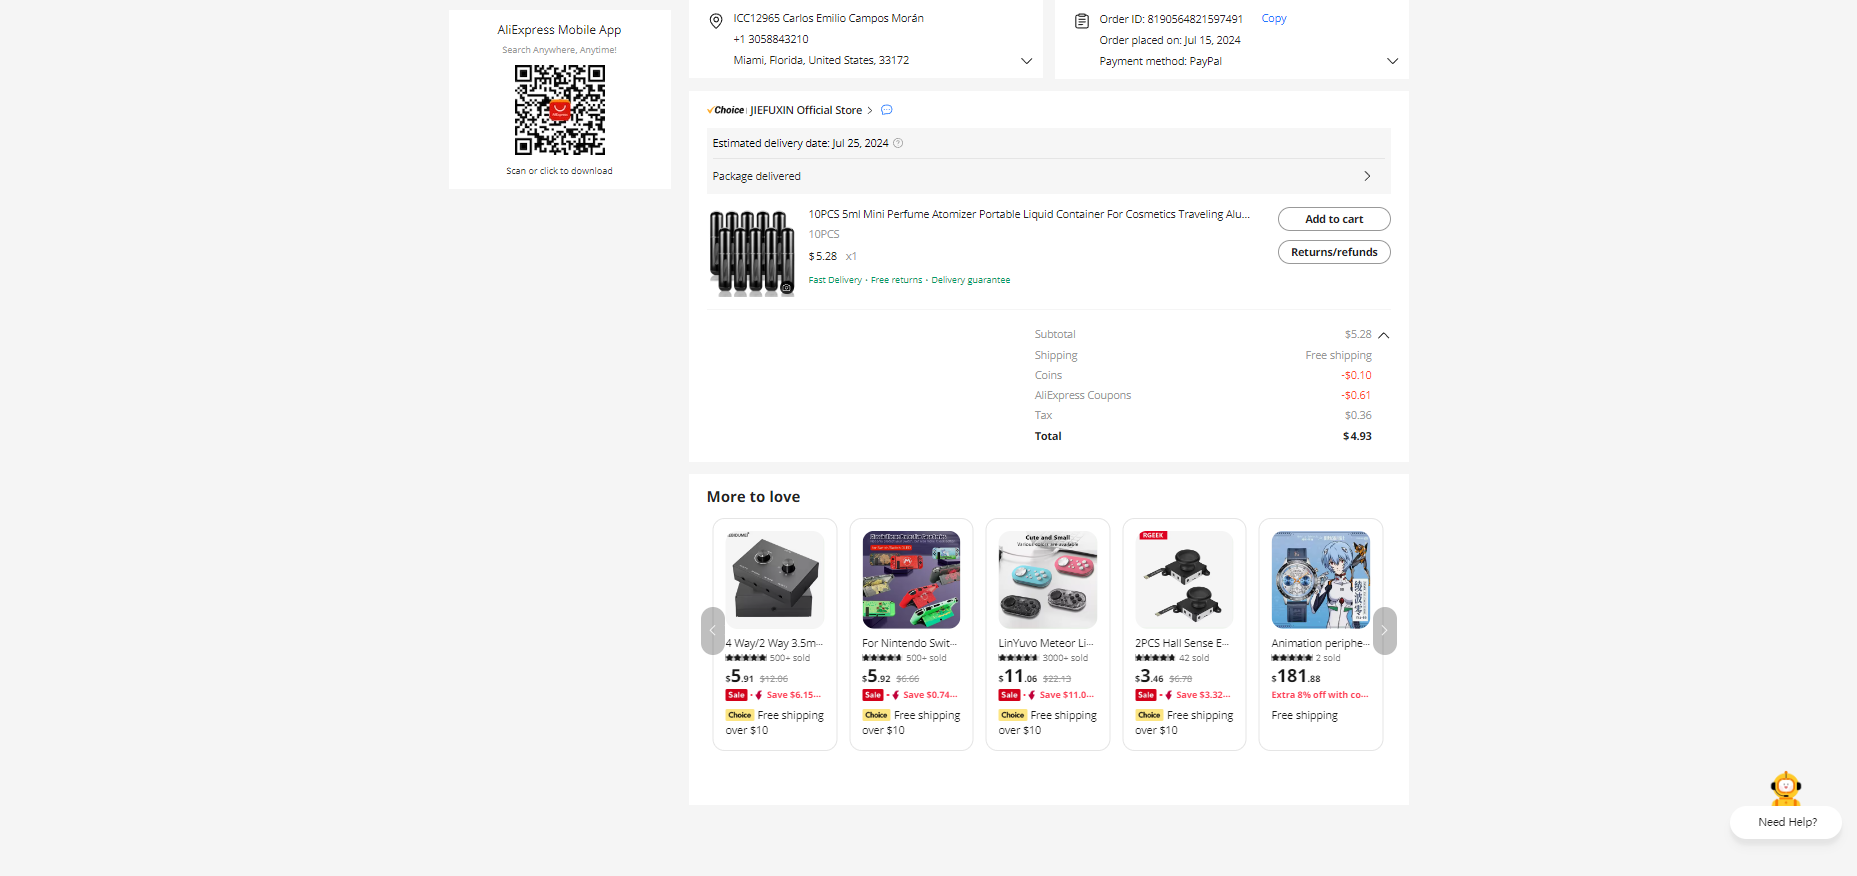 AliExpress Mobile App
Search Anywhere, Anytime!
Scan or click to download
ICC12965 Carlos Emilio Campos Morán
+1 3058843210
Miami, Florida, United States, 33172
Order ID: 8190564821597491 Copy
Order placed on: Jul 15, 2024
Payment method: PayPal
Choice JIEFUXIN Official Store
Estimated delivery date: Jul 25, 2024
Package delivered
10PCS 5ml Mini Perfume Atomizer Portable Liquid Container For Cosmetics Traveling Alu...
10PCS
$5.28 x1
Fast Delivery · Free returns · Delivery guarantee
Add to cart
Returns/refunds
Subtotal $5.28
Shipping Free shipping
Coins -$0.10
AliExpress Coupons -$0.61
Tax $0.36
Total $4.93
More to love
4 Way/2 Way 3.5m...
500+ sold
$5.91 $12.06
Sale · Save $6.15...
Choice Free shipping
over $10
For Nintendo Swit...
500+ sold
$5.92 $6.66
Sale · Save $0.74...
Choice Free shipping
over $10
Cute and Small
Various colors are available
LinYuvo Meteor Li...
3000+ sold
$11.06 $22.13
Sale · Save $11.0...
Choice Free shipping
over $10
RGEEK
2PCS Hall Sense E...
42 sold
$3.46 $6.78
Sale · Save $3.32...
Choice Free shipping
over $10
Animation periphe...
2 sold
$181.88
Extra 8% off with co...
Free shipping
Need Help?